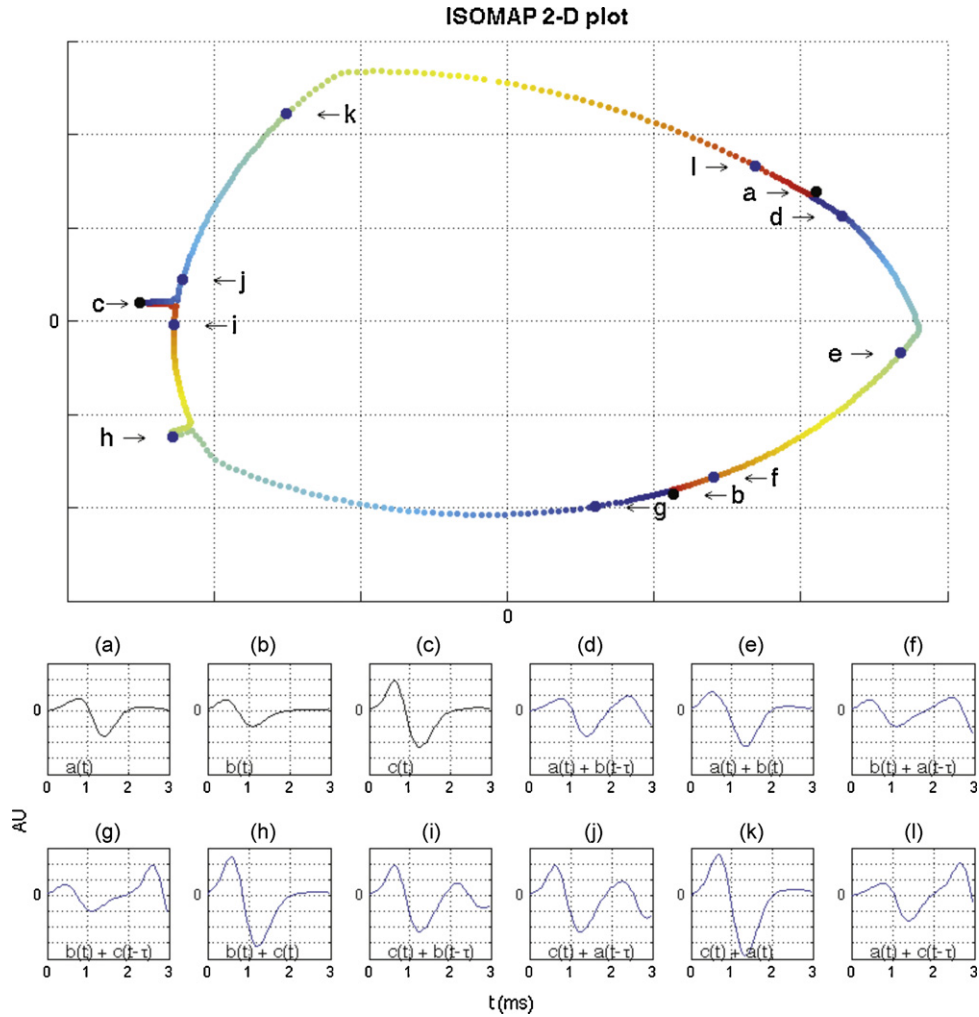 ISOMAP 2-D plot
← k
l →
a →
d →
← j
c →
0
← i
e →
h →
← f
← b
← g
0
(a) (b) (c) (d) (e) (f)
0 0 0 0 0 0
a(t) b(t) c(t) a(t) + b(t-τ) a(t) + b(t) b(t) + a(t-τ)
0 1 2 3 0 1 2 3 0 1 2 3 0 1 2 3 0 1 2 3 0 1 2 3
AU
(g) (h) (i) (j) (k) (l)
0 0 0 0 0 0
b(t) + c(t-τ) b(t) + c(t) c(t) + b(t-τ) c(t) + a(t-τ) c(t) + a(t) a(t) + c(t-τ)
0 1 2 3 0 1 2 3 0 1 2 3 0 1 2 3 0 1 2 3 0 1 2 3
t (ms)